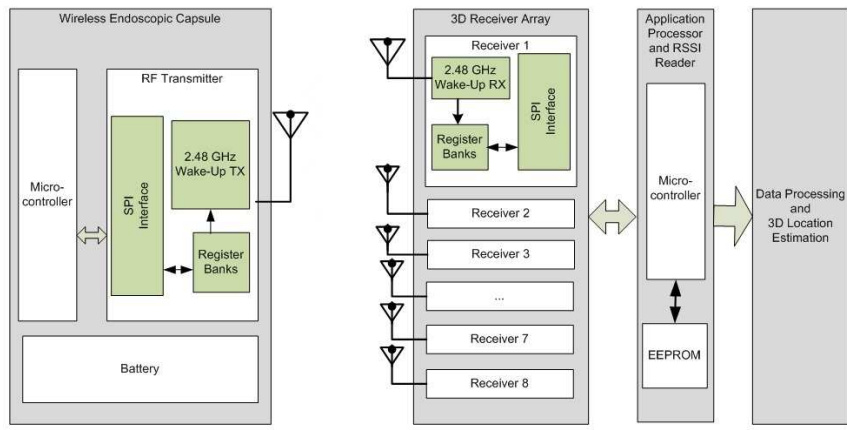 Wireless Endoscopic Capsule
Micro-
controller
RF Transmitter
SPI
Interface
2.48 GHz
Wake-Up TX
Register
Banks
Battery
3D Receiver Array
Receiver 1
2.48 GHz
Wake-Up RX
Register
Banks
SPI
Interface
Receiver 2
Receiver 3
...
Receiver 7
Receiver 8
Application
Processor
and RSSI
Reader
Micro-
controller
EEPROM
Data Processing
and
3D Location
Estimation